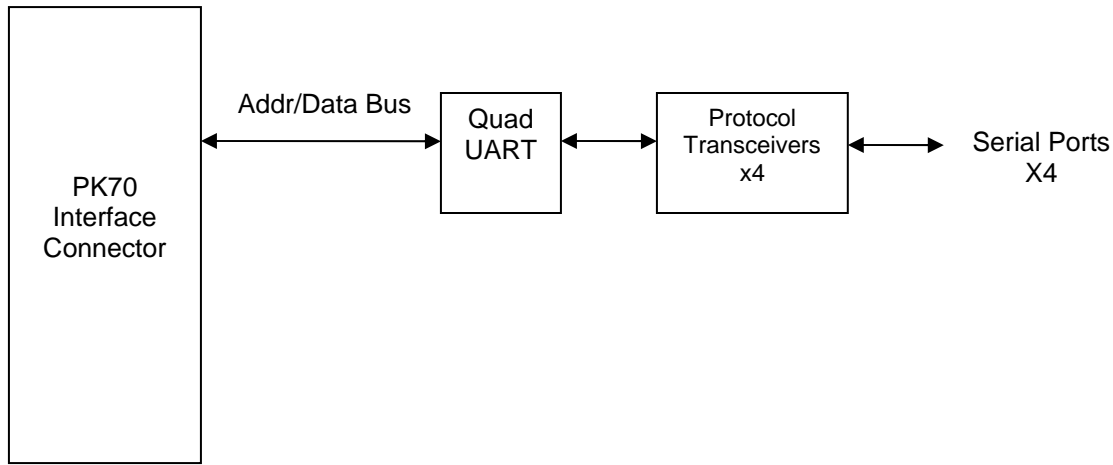 PK70
Interface
Connector
Addr/Data Bus
Quad
UART
Protocol
Transceivers
x4
Serial Ports
X4